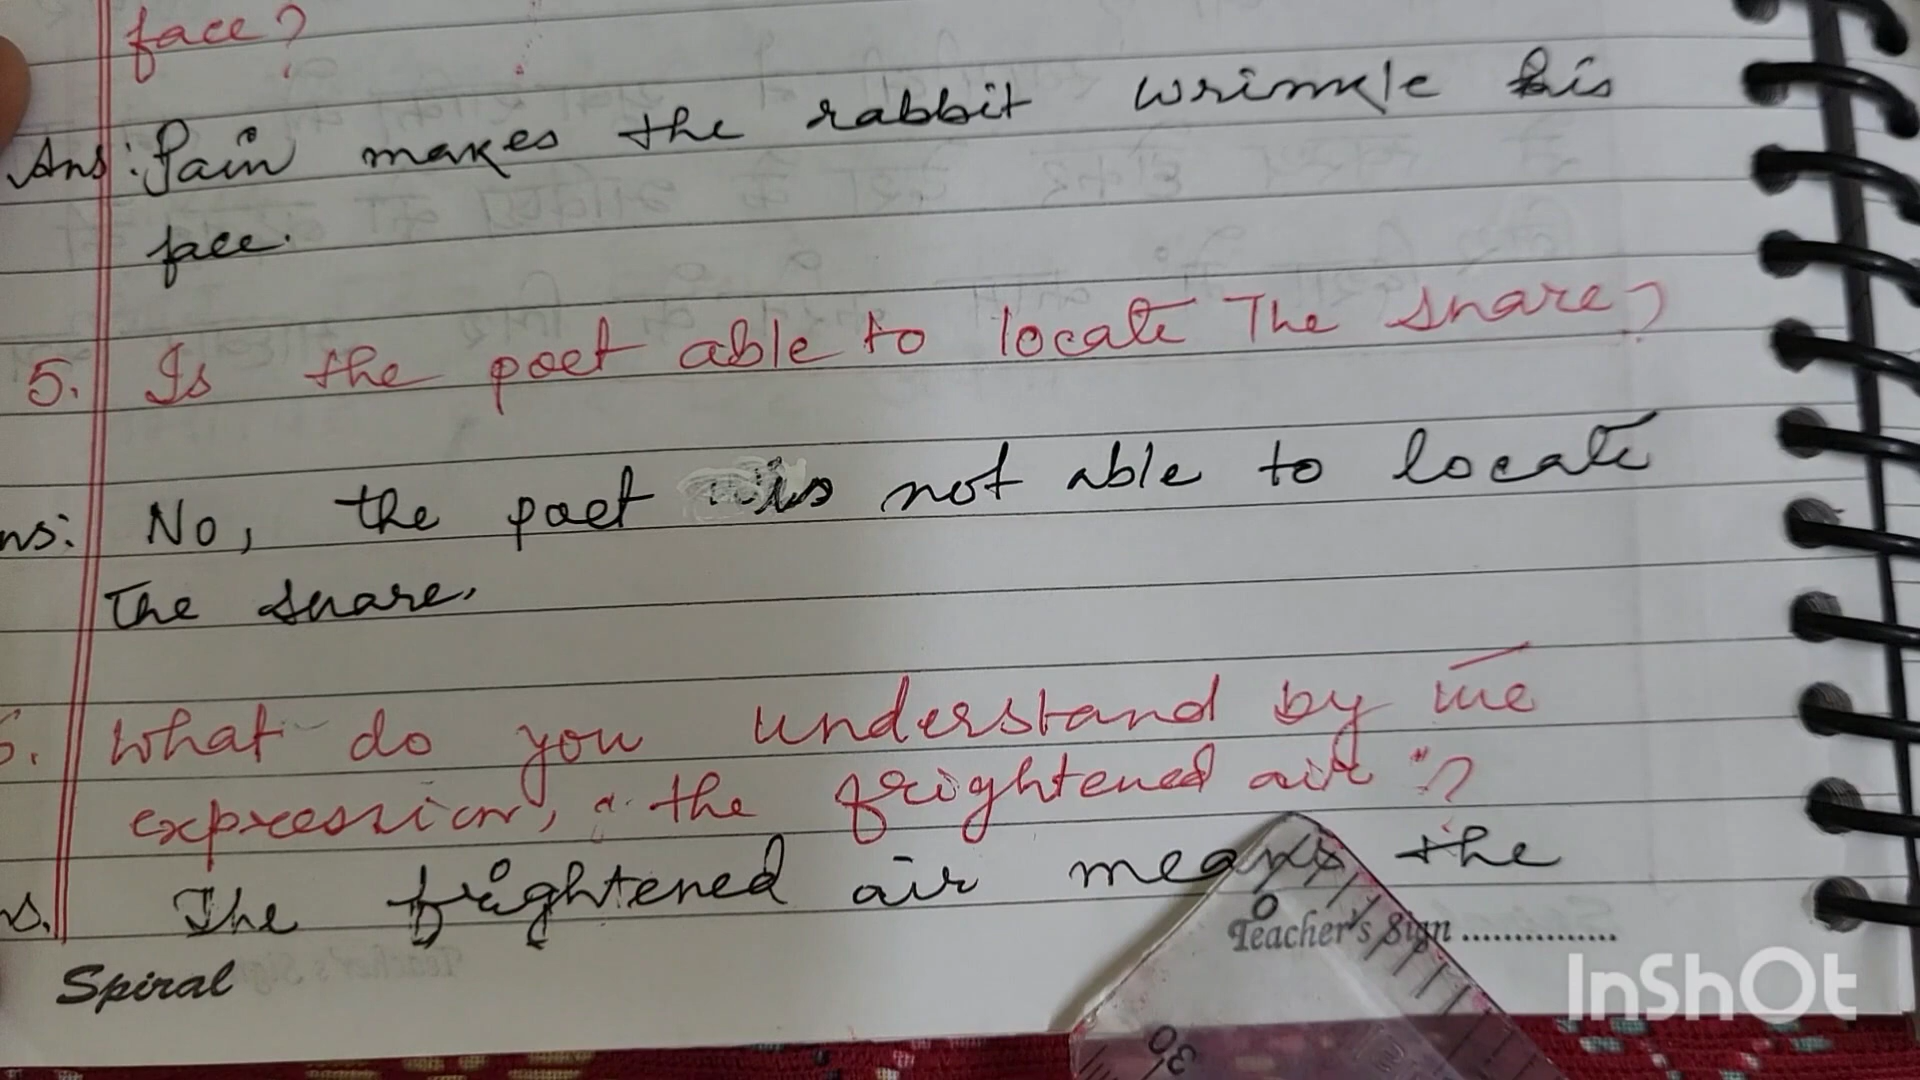 face?
Ans: Pain makes the rabbit wrinkle his
face.
5. Is the poet able to locate The snare?
ns: No, the poet is not able to locate
The snare.
6. What do you understand by the
expression, " the frightened air "?
ns. The frightened air means the
Teacher's Sign ...............
Spiral
30
InShOt